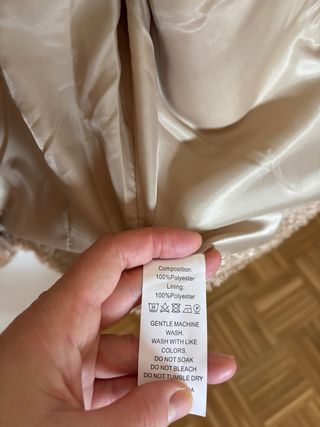 Composition:
100%Polyester
Lining:
100%Polyester
GENTLE MACHINE
WASH.
WASH WITH LIKE
COLORS.
DO NOT SOAK
DO NOT BLEACH
DO NOT TUMBLE DRY